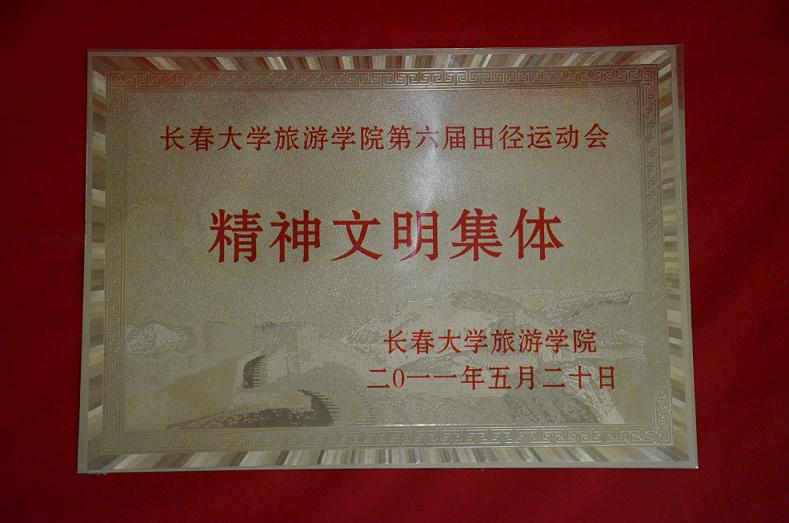 长春大学旅游学院第六届田径运动会
精神文明集体
长春大学旅游学院
二0一一年五月二十日